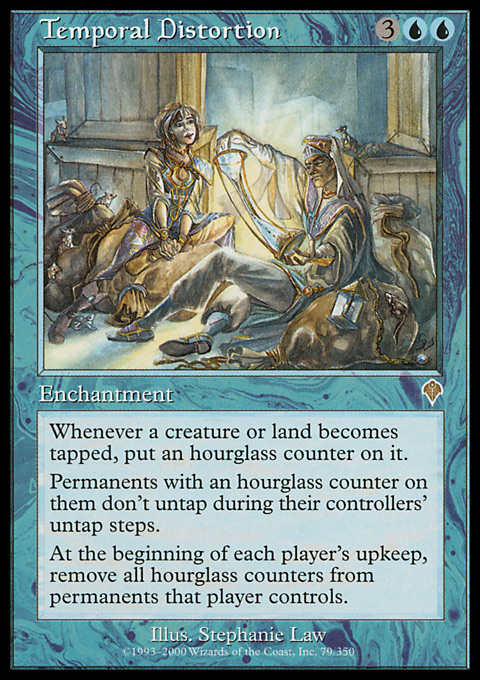 Temporal Distortion 3
Enchantment
Whenever a creature or land becomes
tapped, put an hourglass counter on it.
Permanents with an hourglass counter on
them don't untap during their controllers'
untap steps.
At the beginning of each player's upkeep,
remove all hourglass counters from
permanents that player controls.
Illus. Stephanie Law
©1993–2000 Wizards of the Coast, Inc. 79/350